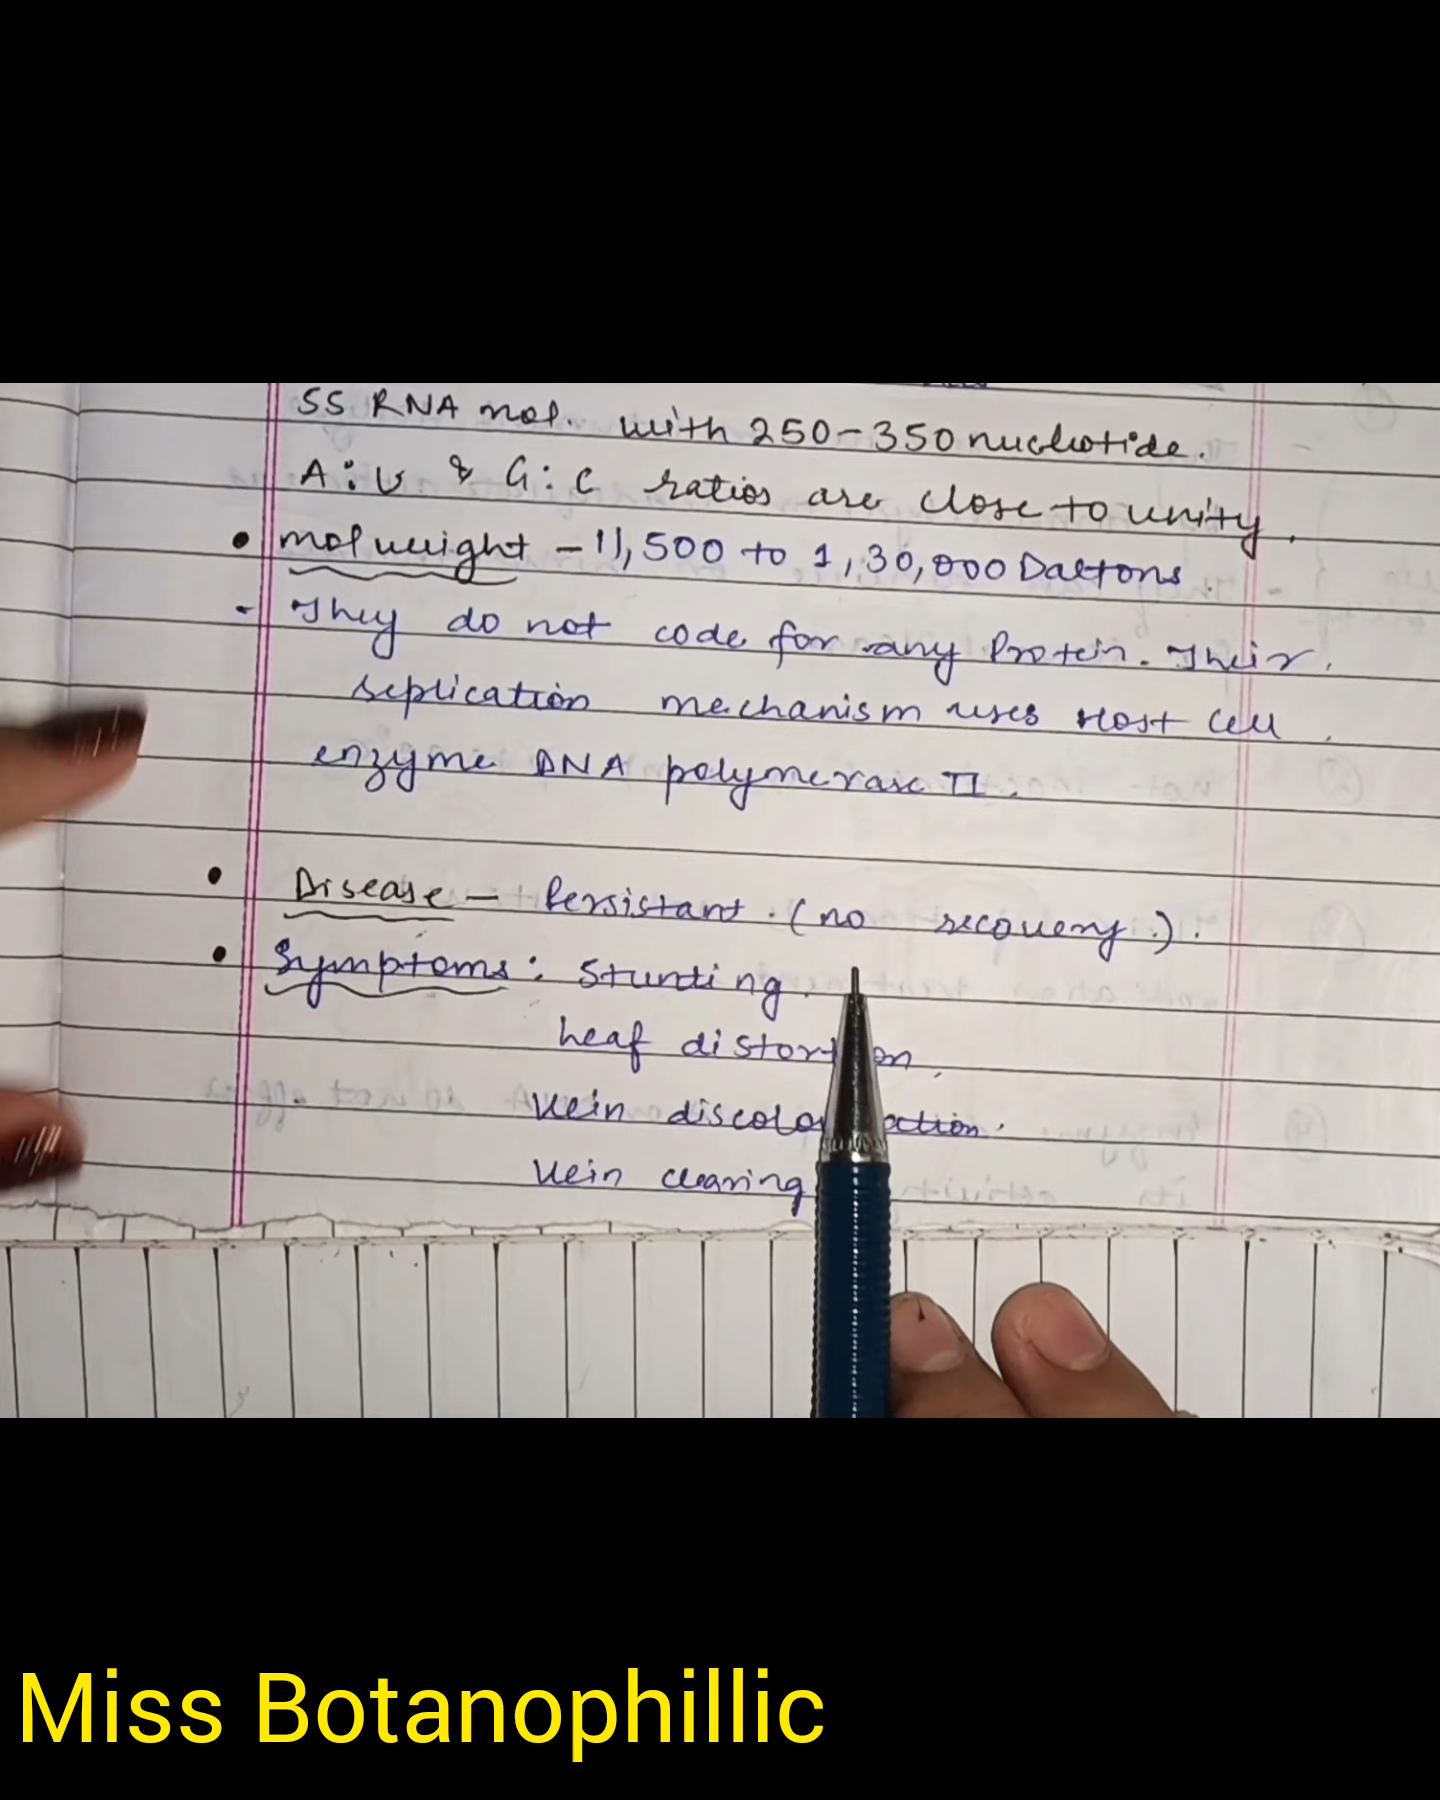 SS RNA mol. with 250-350 nucleotide.
A:U & G:C ratios are close to unity.
• mol weight - 11,500 to 1,30,000 Daltons.
- They do not code for any Protein. Their
replication mechanism uses Host cell
enzyme DNA polymerase II.
• Disease - Persistant. (no recovery.).
• Symptoms: Stunting.
Leaf distortion,
Vein discolouration.
Vein clearing
Miss Botanophillic